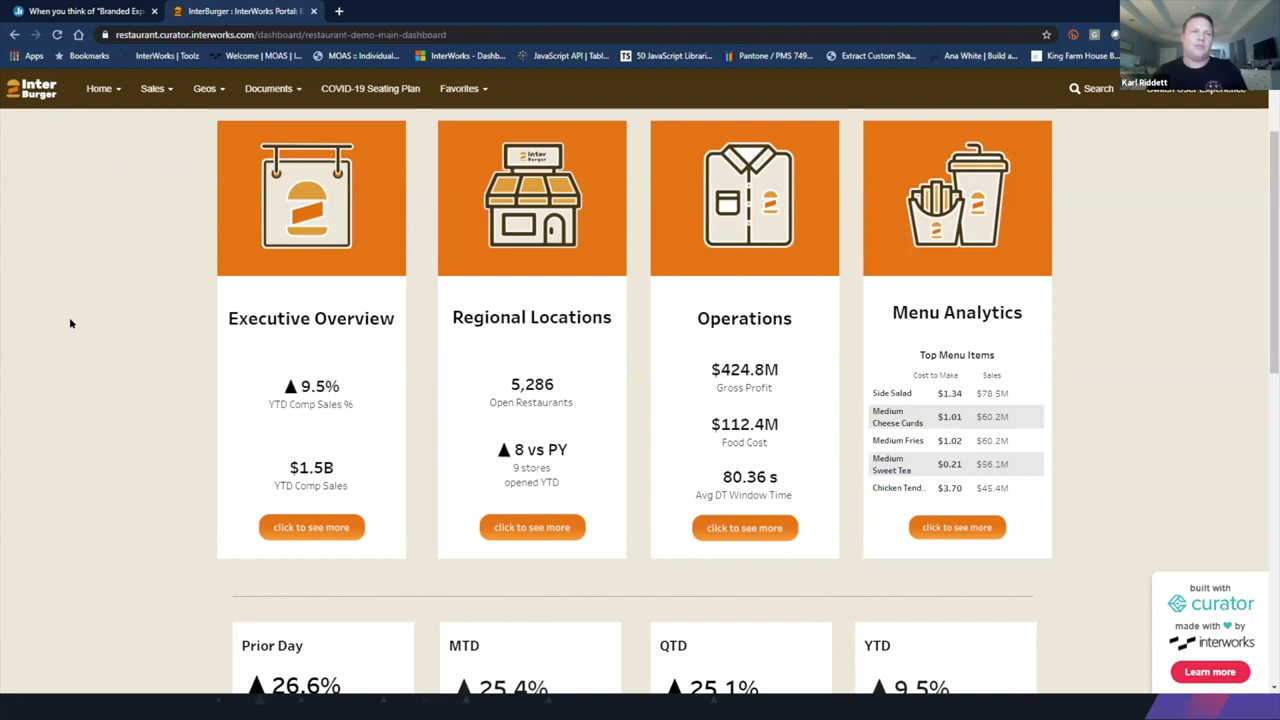 When you think of "Branded Exp
InterBurger : InterWorks Portal: E
restaurant.curator.interworks.com/dashboard/restaurant-demo-main-dashboard
Apps
Bookmarks
InterWorks | Toolz
Welcome | MOAS | I...
MOAS = Individual...
InterWorks - Dashb...
JavaScript API | Tabl...
50 JavaScript Librari...
Pantone / PMS 749...
Extract Custom Sha...
Ana White | Build a...
King Farm House B...
Karl Riddett
Inter
Burger
Home
Sales
Geos
Documents
COVID-19 Seating Plan
Favorites
Search
Switch User Experience
Inter
Burger
Executive Overview
▲ 9.5%
YTD Comp Sales %
$1.5B
YTD Comp Sales
click to see more
Regional Locations
5,286
Open Restaurants
▲ 8 vs PY
9 stores
opened YTD
click to see more
Operations
$424.8M
Gross Profit
$112.4M
Food Cost
80.36 s
Avg DT Window Time
click to see more
Menu Analytics
Top Menu Items
Cost to Make Sales
Side Salad $1.34 $78.5M
Medium
Cheese Curds $1.01 $60.2M
Medium Fries $1.02 $60.2M
Medium
Sweet Tea $0.21 $56.1M
Chicken Tend.. $3.70 $45.4M
click to see more
Prior Day
▲ 26.6%
MTD
▲ 25.4%
QTD
▲ 25.1%
YTD
▲ 9.5%
built with
curator
made with ♥ by
interworks
Learn more